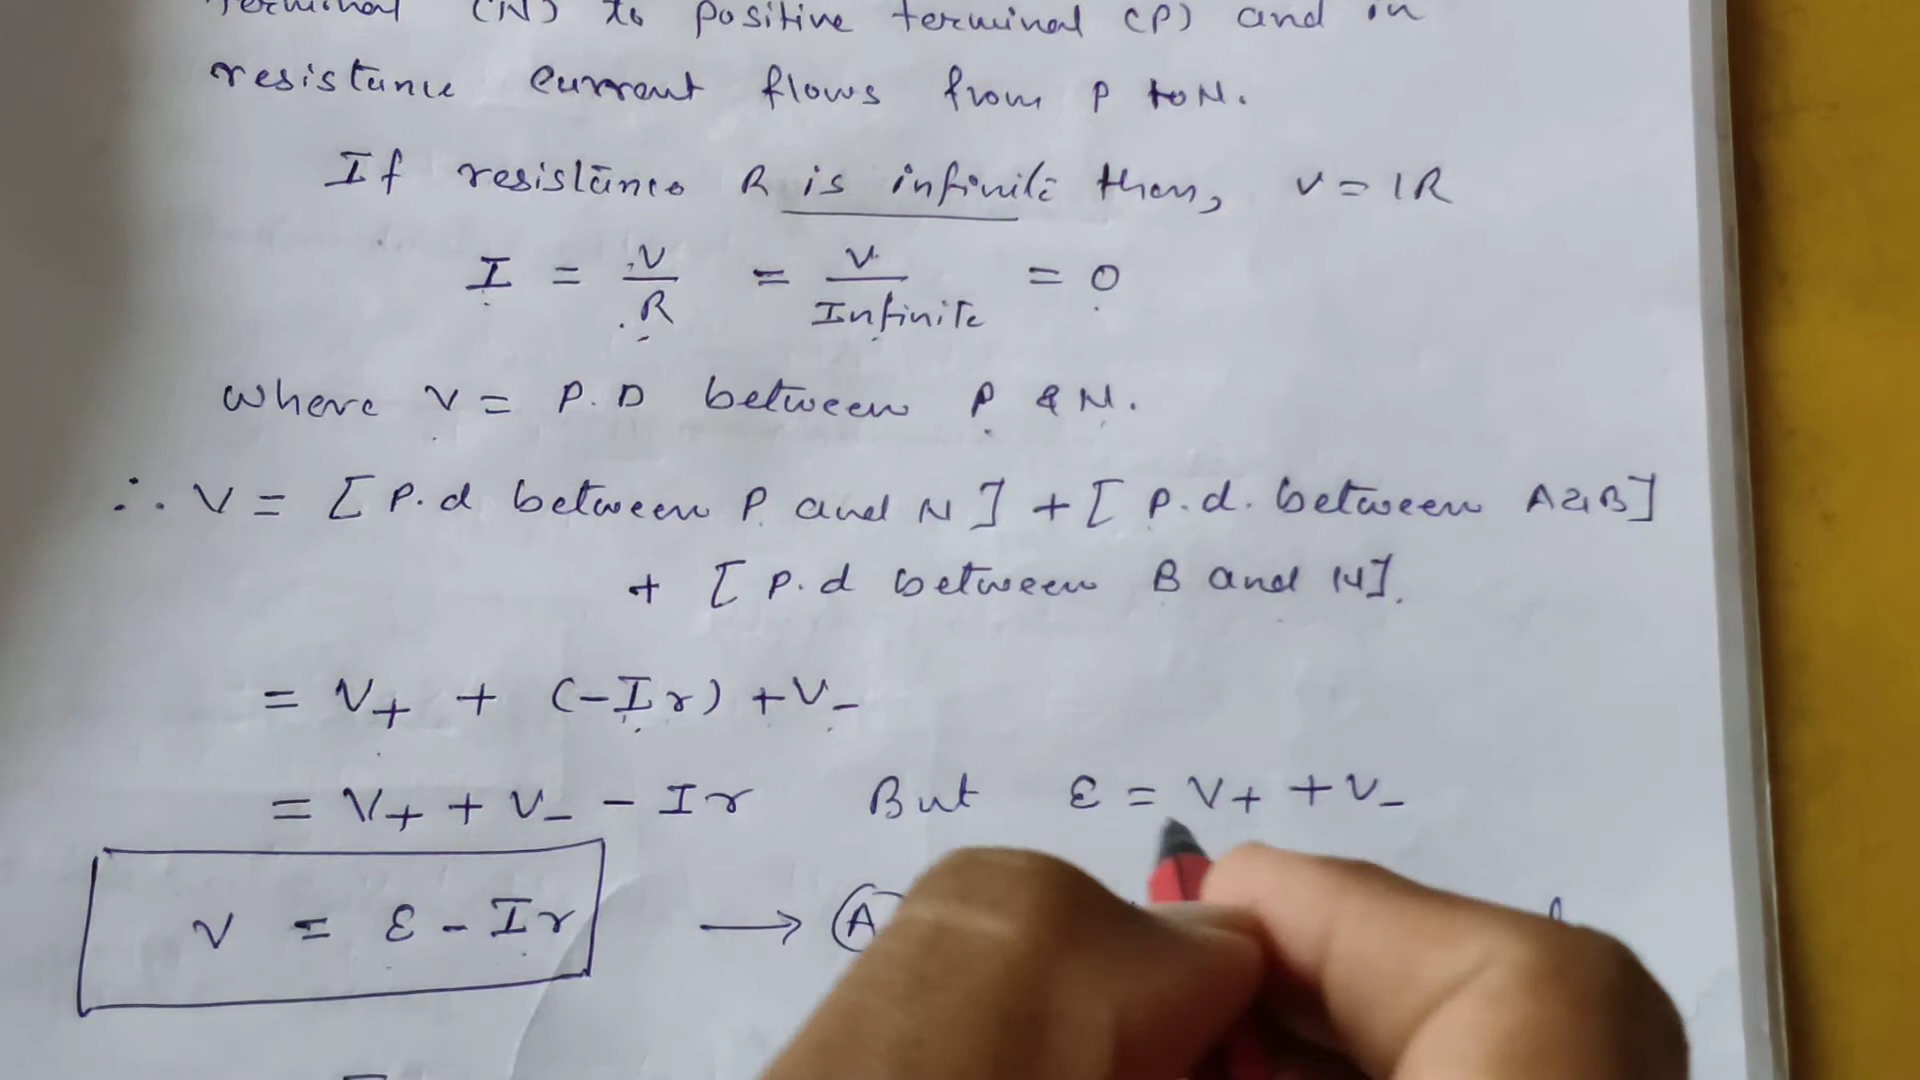 terminal (N) to positive terminal (P) and in
resistance current flows from P to N.
If resistance R is infinite then, V = IR
I = V/R = V/Infinite = 0
where V = P.D between P & N.
∴ V = [P.d between P and N] + [P.d. between A & B]
+ [P.d between B and N].
= V+ + (-Ir) + V-
= V+ + V- - Ir But ε = V+ + V-
V = ε - Ir → A